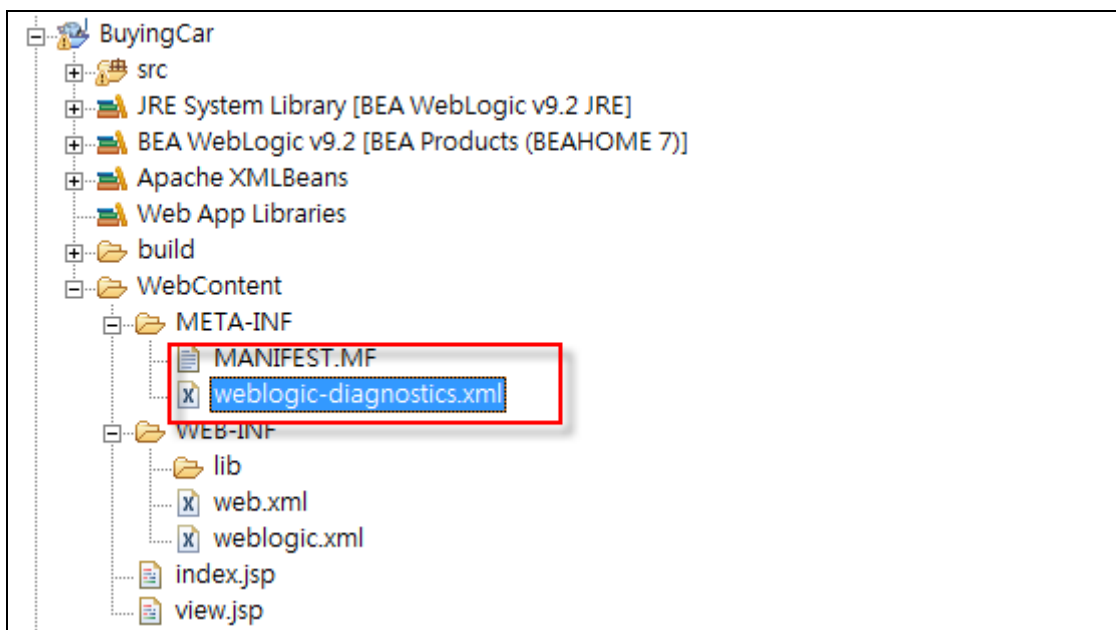 BuyingCar
src
JRE System Library [BEA WebLogic v9.2 JRE]
BEA WebLogic v9.2 [BEA Products (BEAHOME 7)]
Apache XMLBeans
Web App Libraries
build
WebContent
META-INF
MANIFEST.MF
weblogic-diagnostics.xml
WEB-INF
lib
web.xml
weblogic.xml
index.jsp
view.jsp